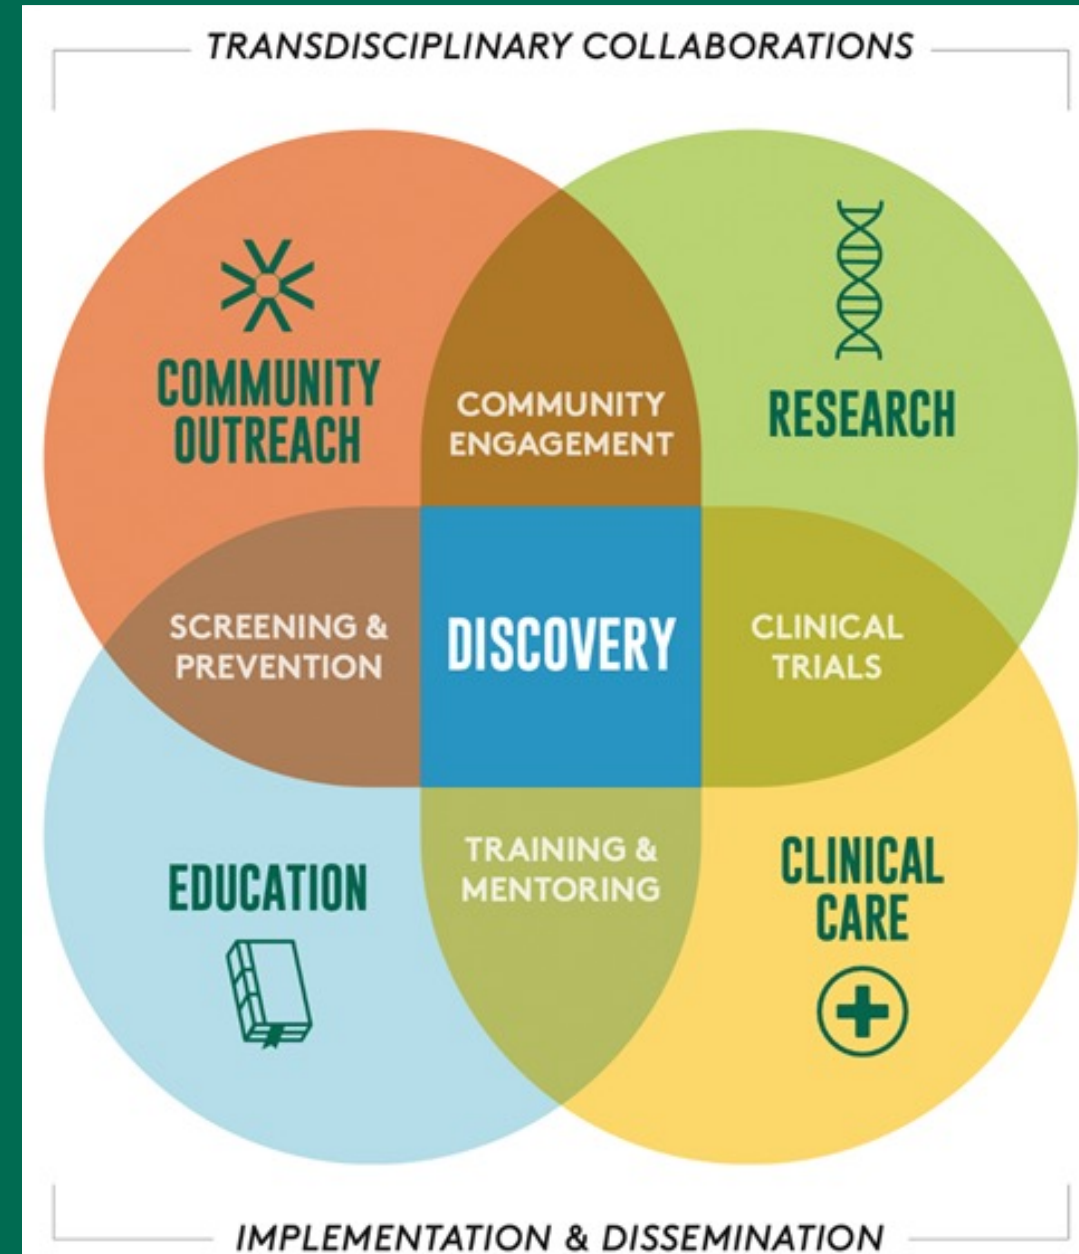 TRANSDISCIPLINARY COLLABORATIONS
COMMUNITY
OUTREACH
RESEARCH
COMMUNITY
ENGAGEMENT
SCREENING &
PREVENTION
DISCOVERY
CLINICAL
TRIALS
EDUCATION
TRAINING &
MENTORING
CLINICAL
CARE
IMPLEMENTATION & DISSEMINATION